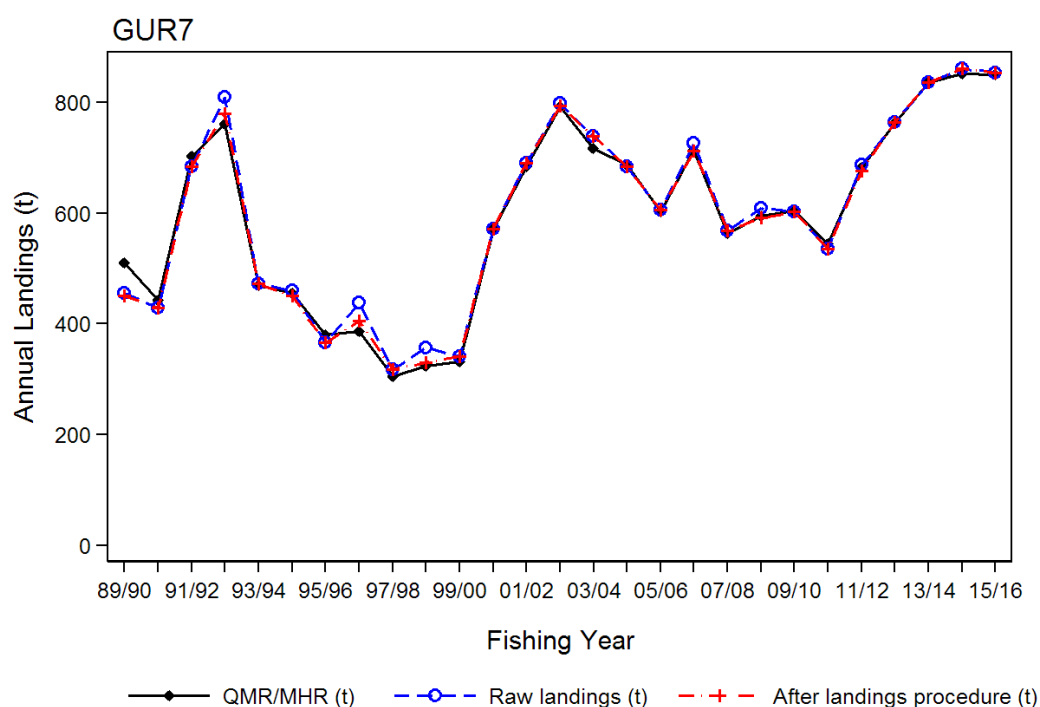 GUR7
Annual Landings (t)
800
600
400
200
0
89/90 91/92 93/94 95/96 97/98 99/00 01/02 03/04 05/06 07/08 09/10 11/12 13/14 15/16
Fishing Year
QMR/MHR (t) Raw landings (t) After landings procedure (t)